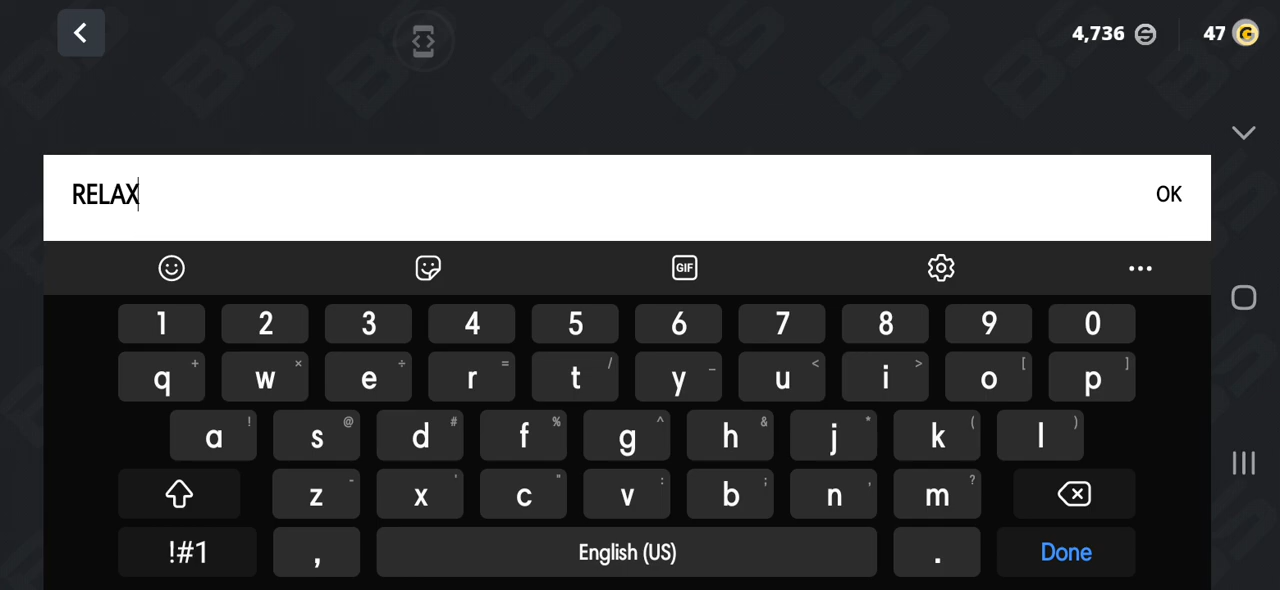 4,736 47 G
RELAX
OK
GIF
1 2 3 4 5 6 7 8 9 0
q + w × e ÷ r = t / y _ u < i > o [ p ]
a ! s @ d # f % g ^ h & j * k ( l )
z - x ' c " v : b ; n , m ?
!#1 , English (US) . Done